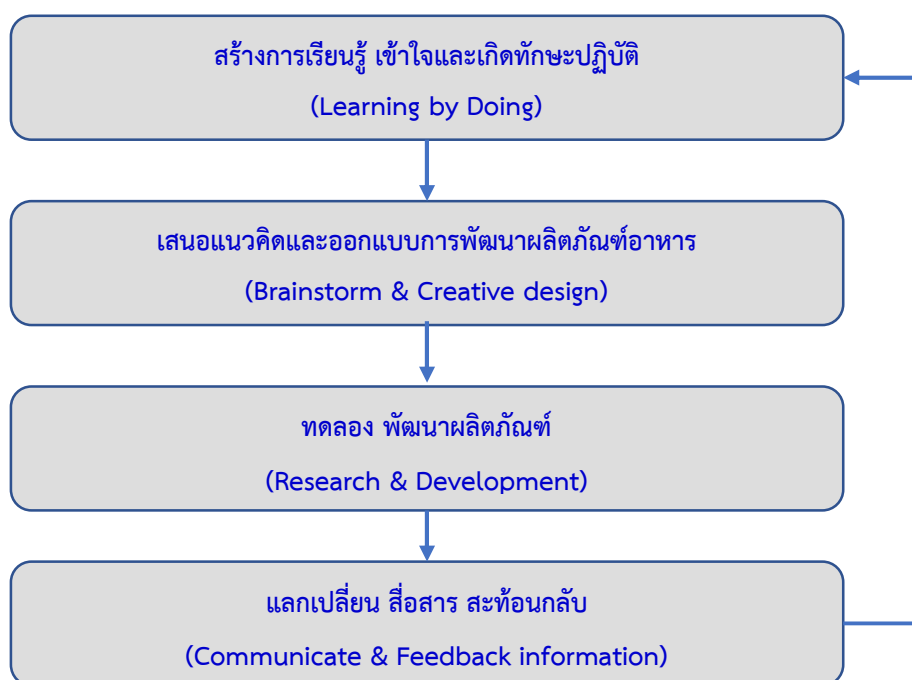 สร้างการเรียนรู้ เข้าใจและเกิดทักษะปฏิบัติ
(Learning by Doing)
เสนอแนวคิดและออกแบบการพัฒนาผลิตภัณฑ์อาหาร
(Brainstorm & Creative design)
ทดลอง พัฒนาผลิตภัณฑ์
(Research & Development)
แลกเปลี่ยน สื่อสาร สะท้อนกลับ
(Communicate & Feedback information)